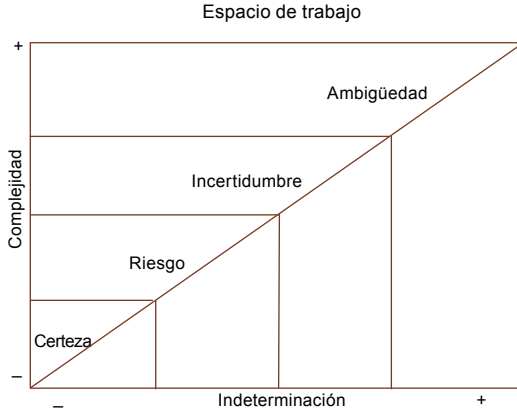 Espacio de trabajo
+
Ambigüedad
Incertidumbre
Complejidad
Riesgo
Certeza
–
–
Indeterminación
+